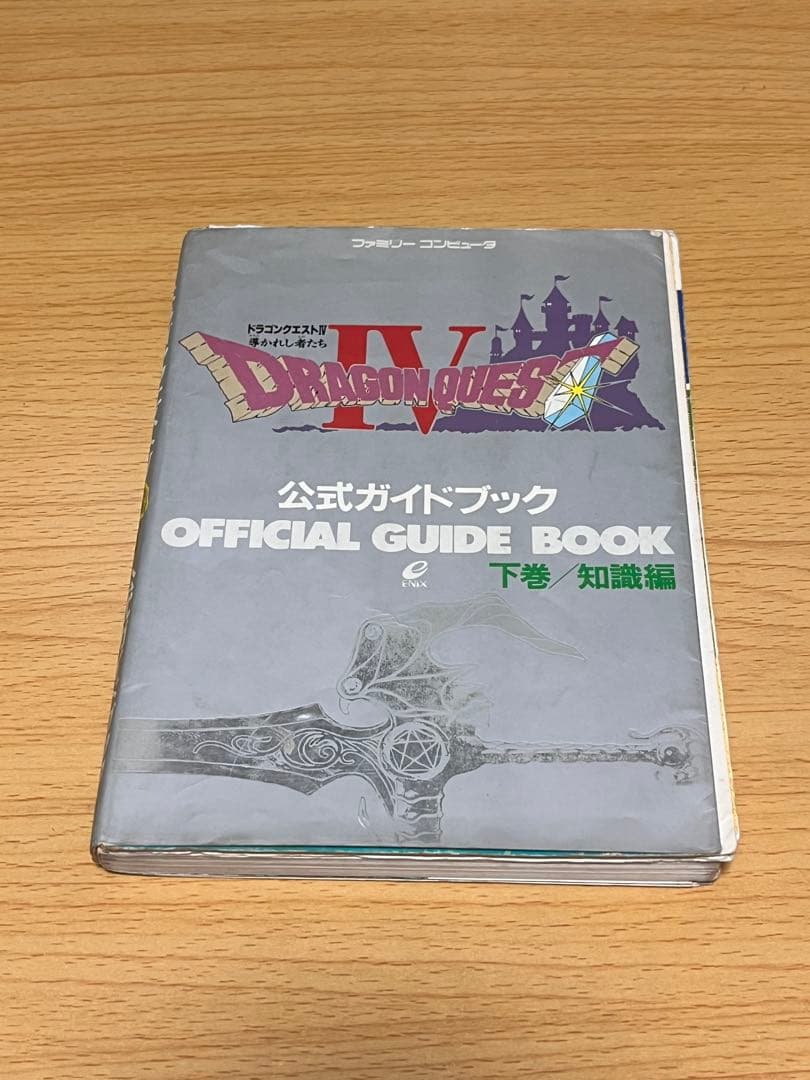 ファミリー コンピュータ
ドラゴンクエストIV
導かれし者たち
DRAGON QUEST
IV
公式ガイドブック
OFFICIAL GUIDE BOOK
ENIX
下巻／知識編